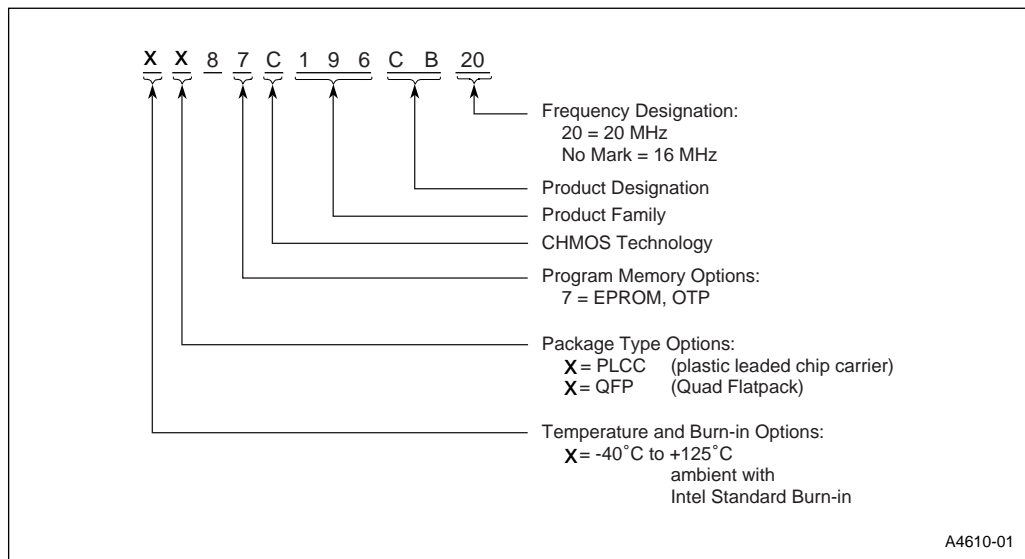 X X 8 7 C 1 9 6 C B 20
Frequency Designation:
20 = 20 MHz
No Mark = 16 MHz
Product Designation
Product Family
CHMOS Technology
Program Memory Options:
7 = EPROM, OTP
Package Type Options:
X = PLCC (plastic leaded chip carrier)
X = QFP (Quad Flatpack)
Temperature and Burn-in Options:
X = -40˚C to +125˚C
ambient with
Intel Standard Burn-in
A4610-01